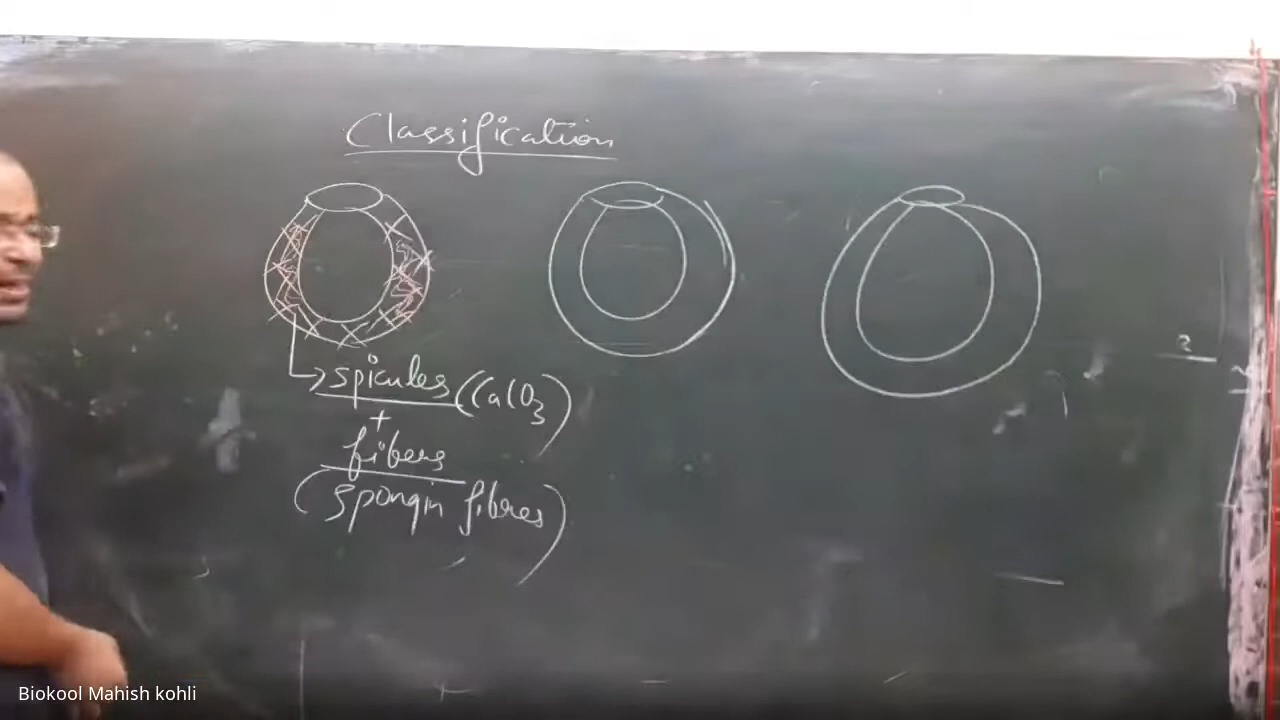 Classification
spicules (CaCO3)
+
fibers
(spongin fibres)
?
Biokool Mahish kohli